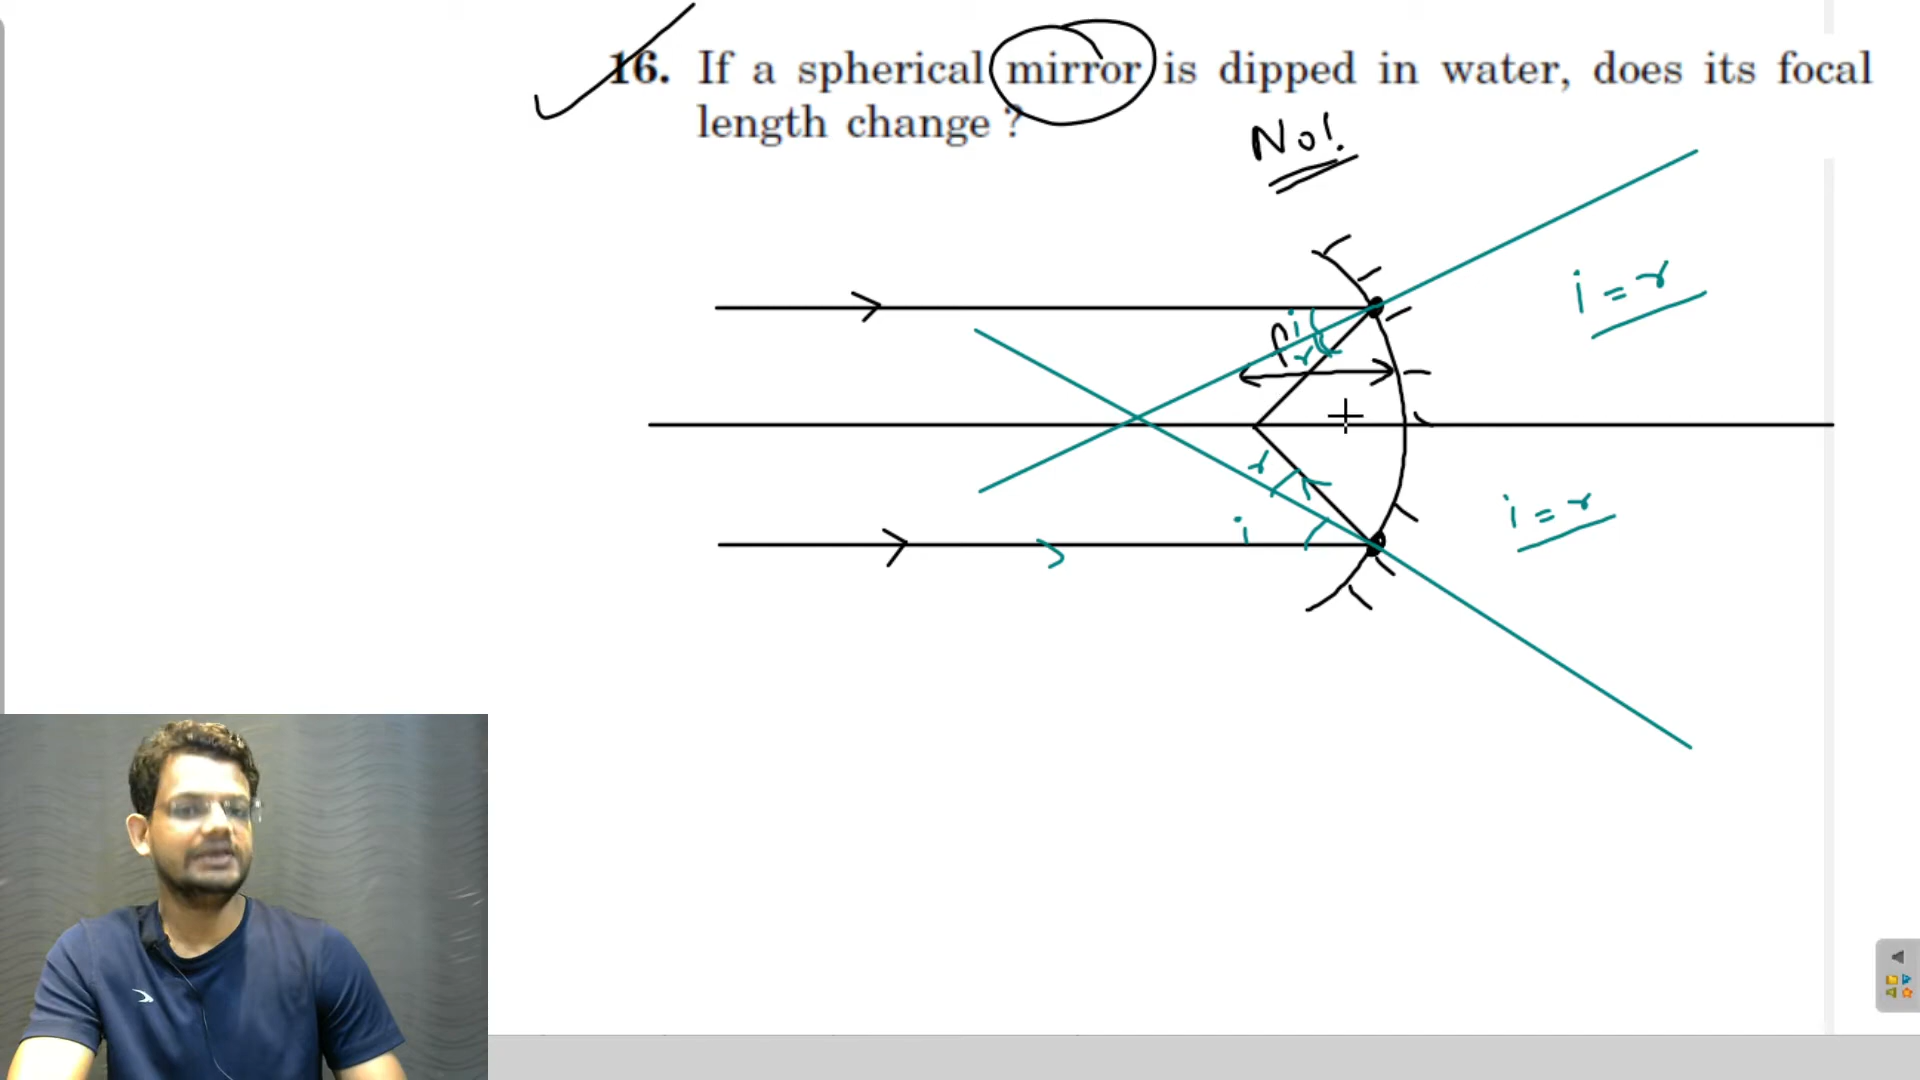 16. If a spherical mirror is dipped in water, does its focal
length change ?
No!
i = r
i
r
f
r
i
i = r